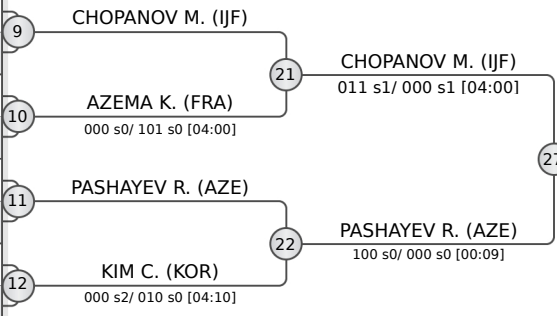 9
CHOPANOV M. (IJF)
21
CHOPANOV M. (IJF)
011 s1/ 000 s1 [04:00]
10
AZEMA K. (FRA)
000 s0/ 101 s0 [04:00]
27
11
PASHAYEV R. (AZE)
22
PASHAYEV R. (AZE)
100 s0/ 000 s0 [00:09]
12
KIM C. (KOR)
000 s2/ 010 s0 [04:10]